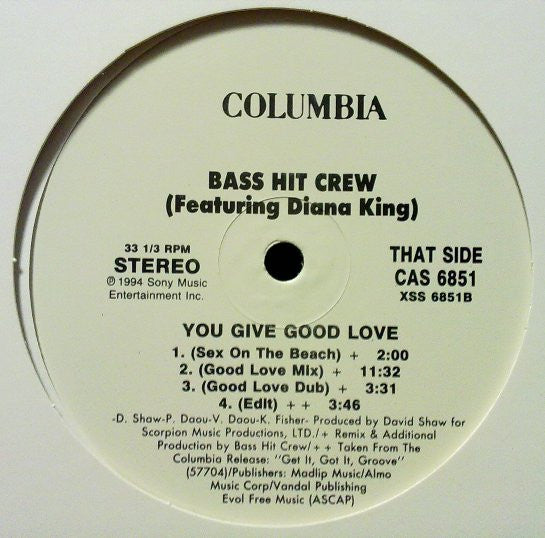 COLUMBIA
BASS HIT CREW
(Featuring Diana King)
33 1/3 RPM
STEREO
℗ 1994 Sony Music
Entertainment Inc.
THAT SIDE
CAS 6851
XSS 6851B
YOU GIVE GOOD LOVE
1. (Sex On The Beach) + 2:00
2. (Good Love Mix) + 11:32
3. (Good Love Dub) + 3:31
4. (Edit) + + 3:46
-D. Shaw-P. Daou-V. Daou-K. Fisher- Produced by David Shaw for
Scorpion Music Productions, LTD./+ Remix & Additional
Production by Bass Hit Crew/+ + Taken From The
Columbia Release: "Get It, Got It, Groove"
(57704)/Publishers: Madlip Music/Almo
Music Corp/Vandal Publishing
Evol Free Music (ASCAP)